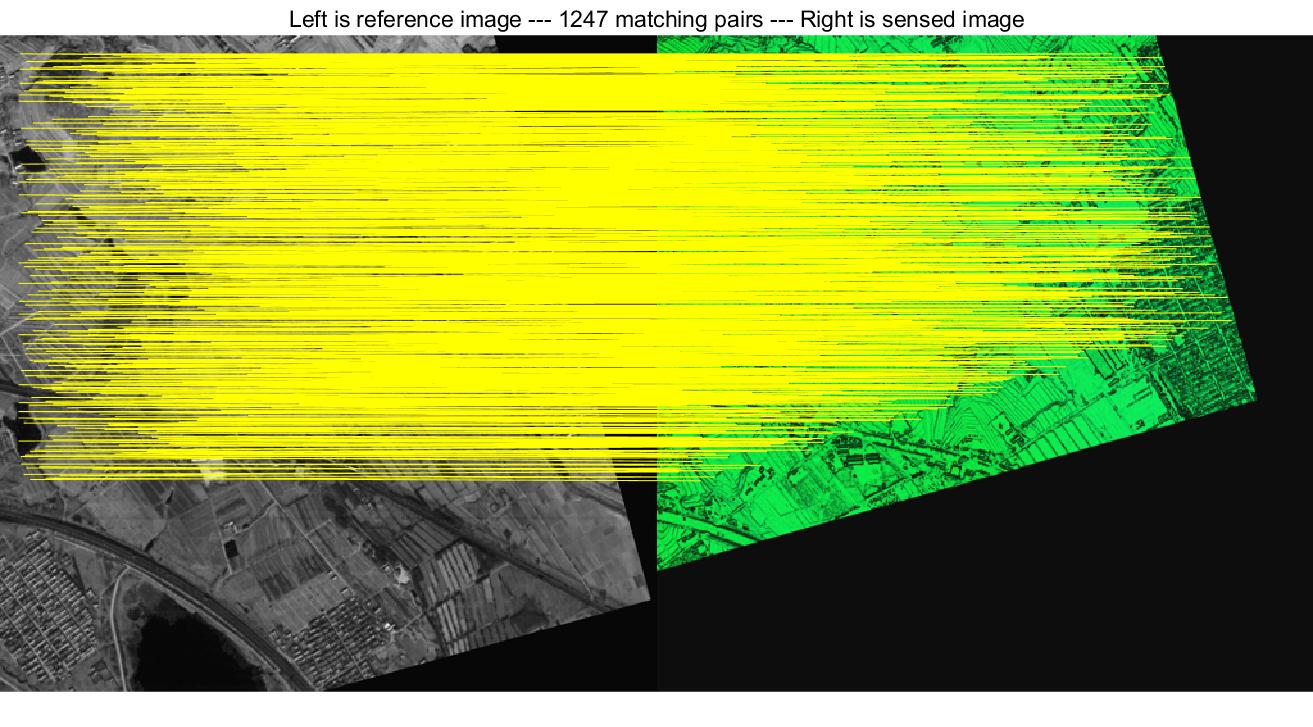 Left is reference image --- 1247 matching pairs --- Right is sensed image